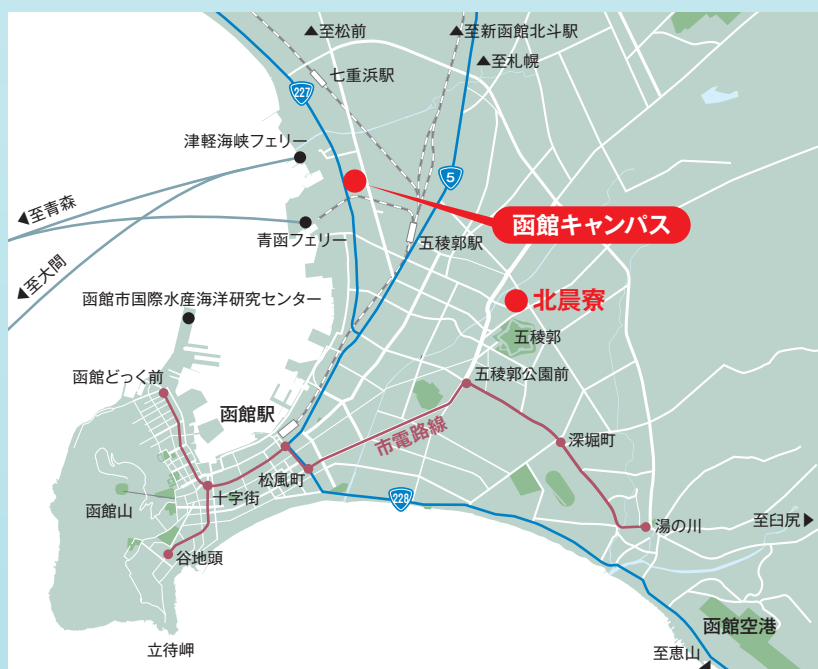 ▲至松前
▲至新函館北斗駅
▲至札幌
七重浜駅
227
津軽海峡フェリー
5
◀至青森
函館キャンパス
青函フェリー
五稜郭駅
◀至大間
函館市国際水産海洋研究センター
北晨寮
五稜郭
函館どっく前
五稜郭公園前
函館駅
市電路線
深堀町
松風町
十字街
228
函館山
湯の川
至臼尻▶
谷地頭
函館空港
立待岬
至恵山